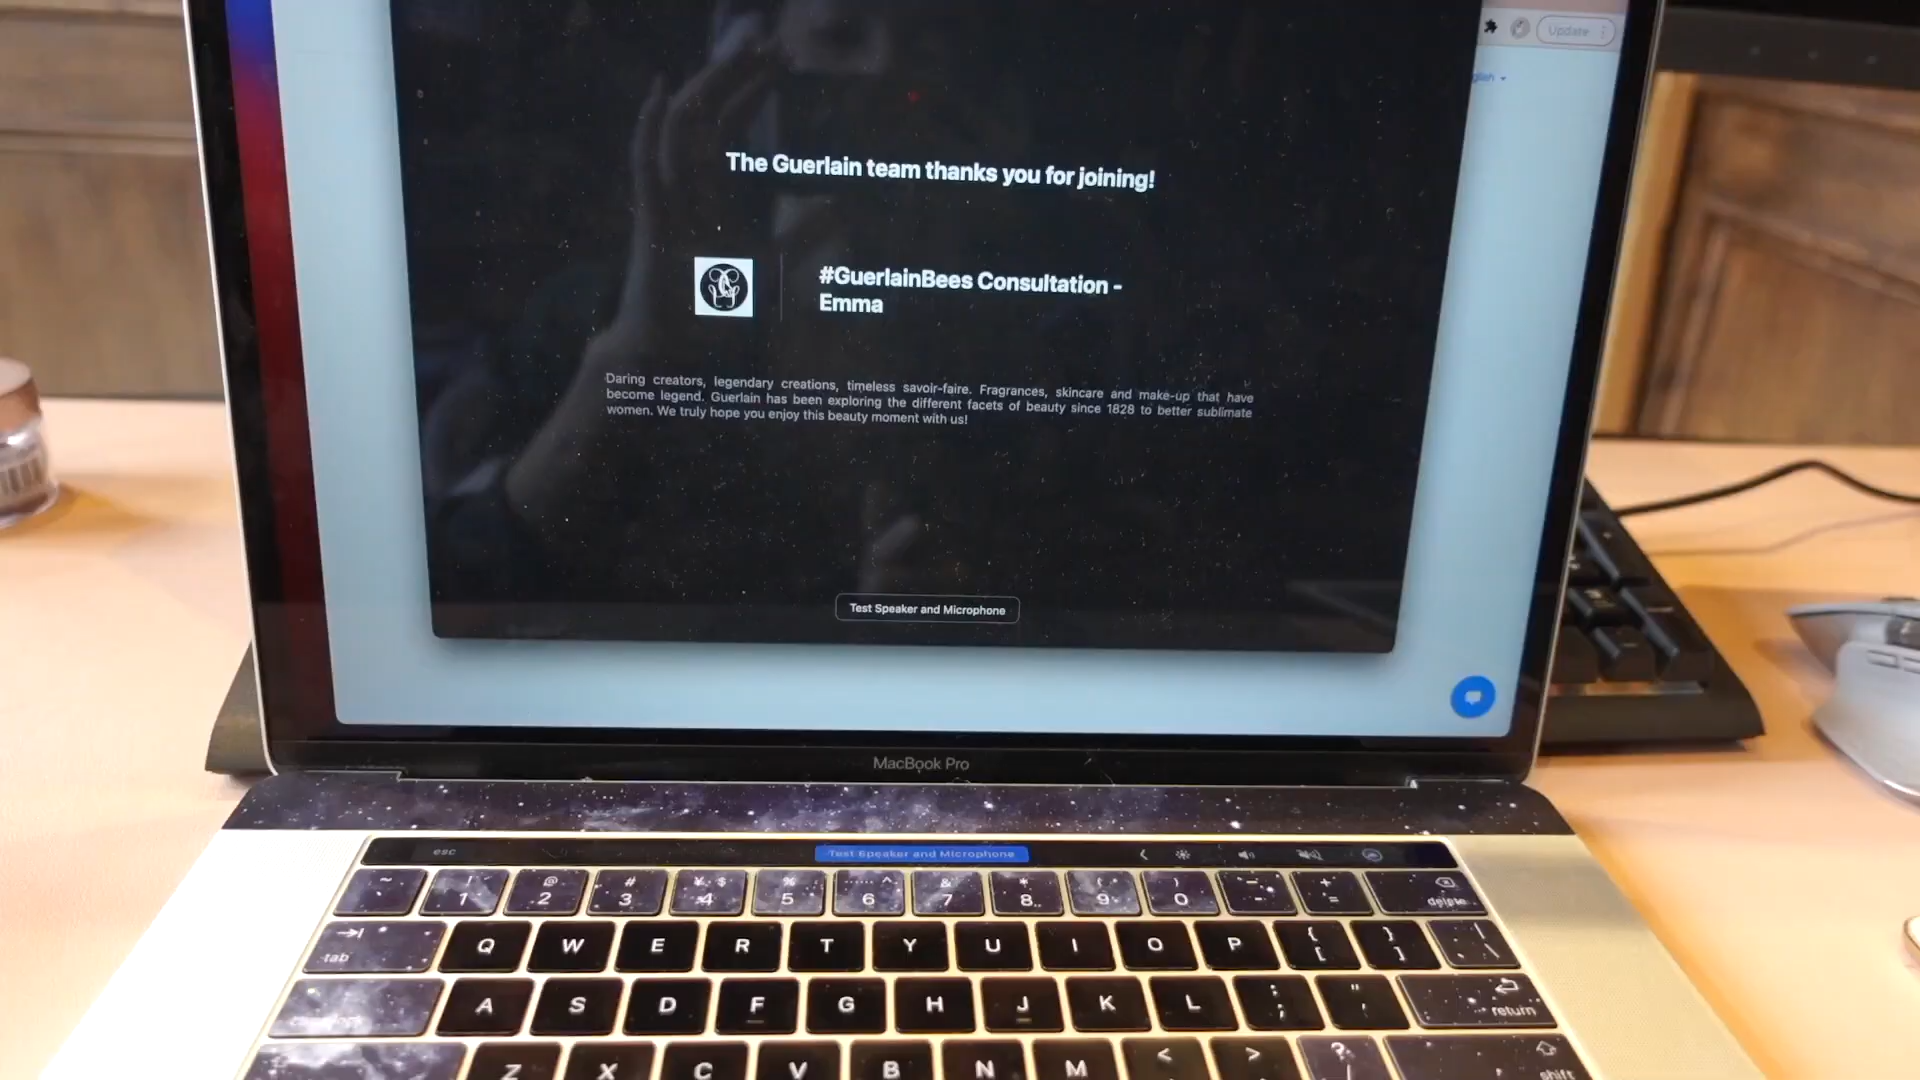 Update
glish
The Guerlain team thanks you for joining!
#GuerlainBees Consultation -
Emma
Daring creators, legendary creations, timeless savoir-faire. Fragrances, skincare and make-up that have
become legend. Guerlain has been exploring the different facets of beauty since 1828 to better sublimate
women. We truly hope you enjoy this beauty moment with us!
Test Speaker and Microphone
MacBook Pro
esc Test Speaker and Microphone
~ ! @ # ¥ $ % ...... ^ & * ( ) – +
1 2 3 4 5 6 7 8 9 0 - = delete
tab Q W E R T Y U I O P { [ } ] | \
A S D F G H J K L : ; " ' return
Z X C V B N M < > ? / shift